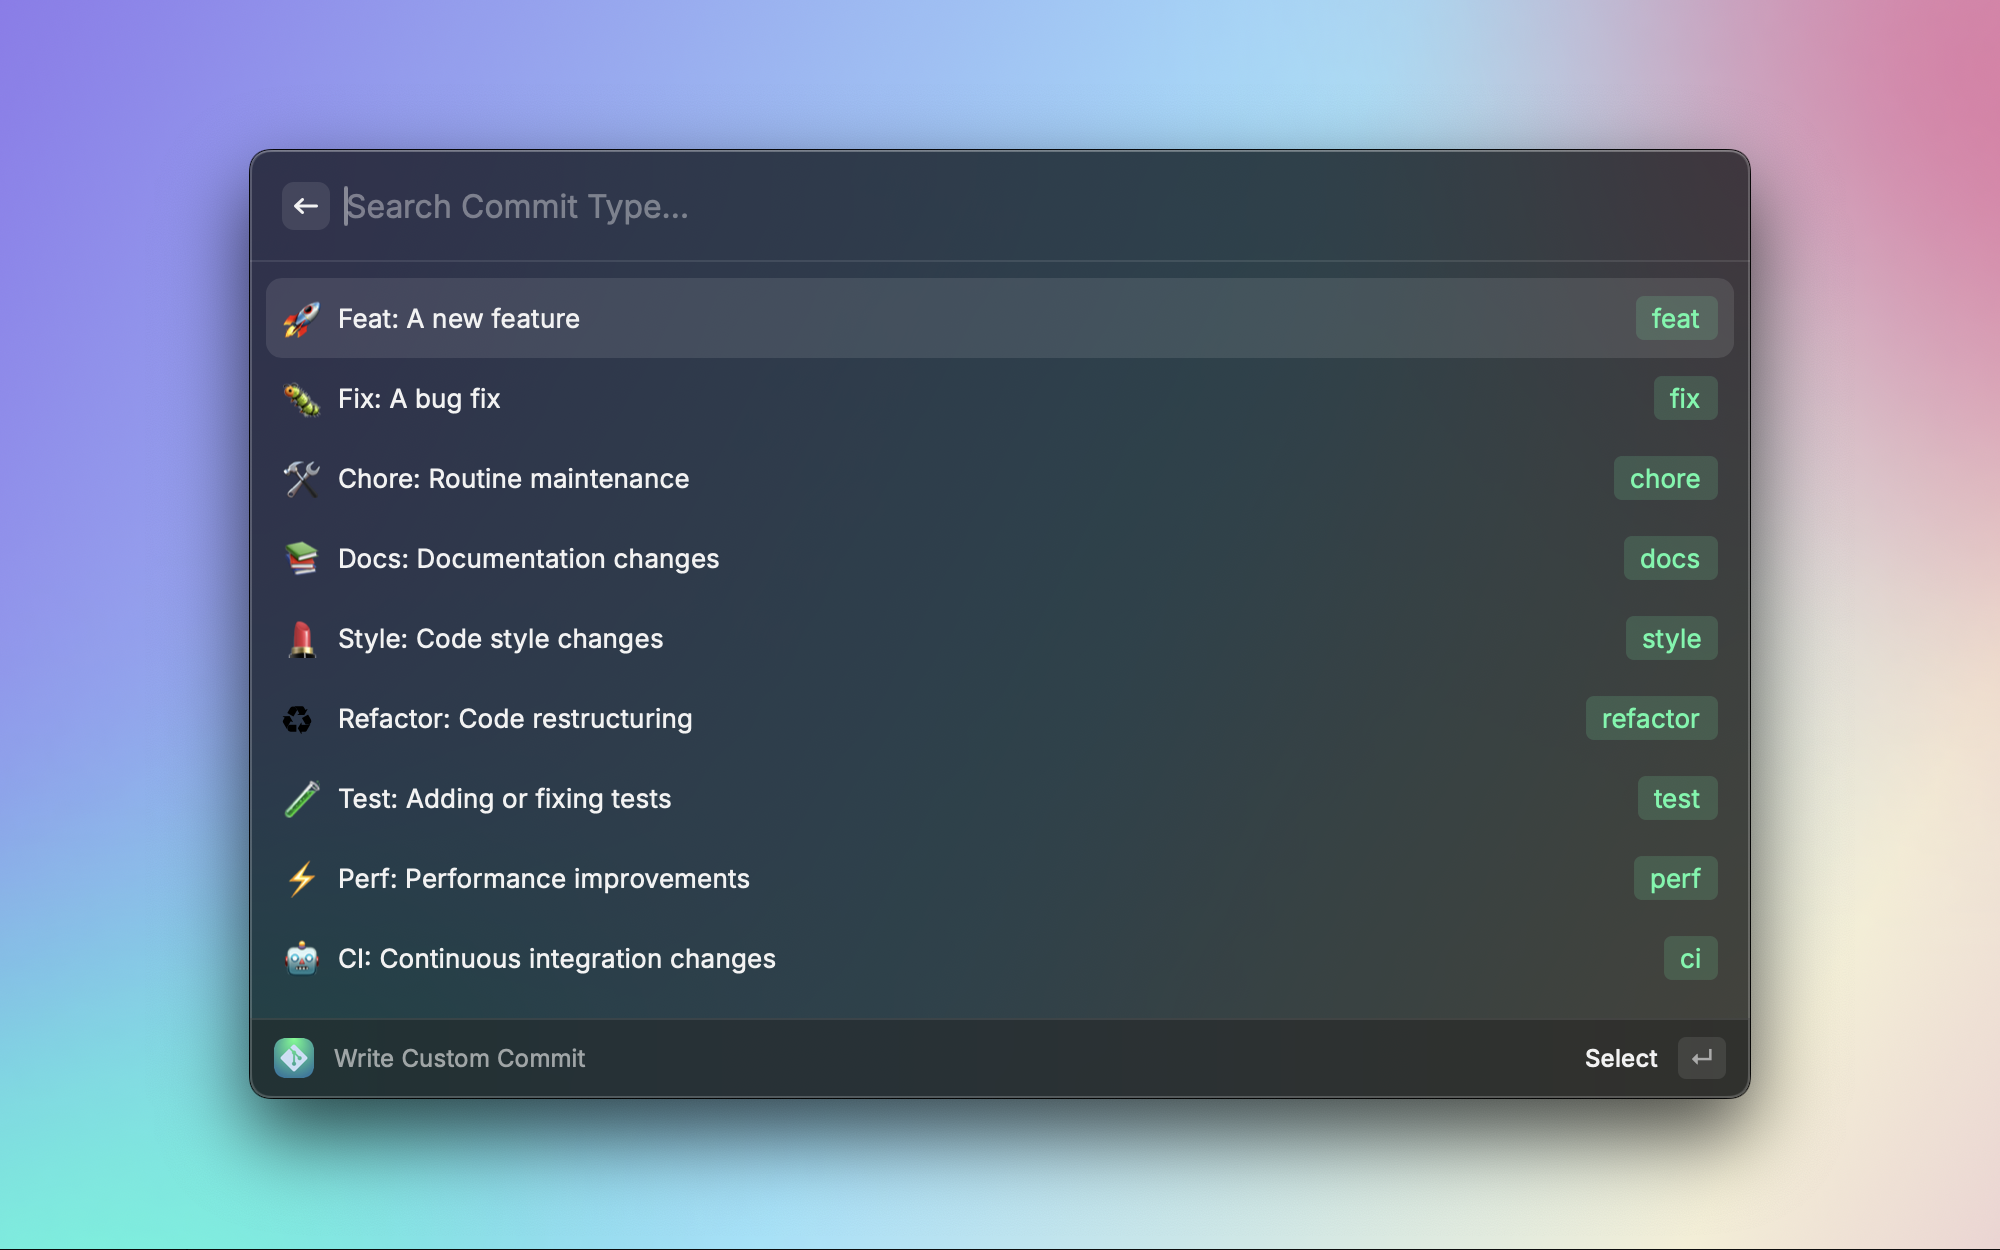 Search Commit Type...
Feat: A new feature feat
Fix: A bug fix fix
Chore: Routine maintenance chore
Docs: Documentation changes docs
Style: Code style changes style
Refactor: Code restructuring refactor
Test: Adding or fixing tests test
Perf: Performance improvements perf
CI: Continuous integration changes ci
Write Custom Commit Select